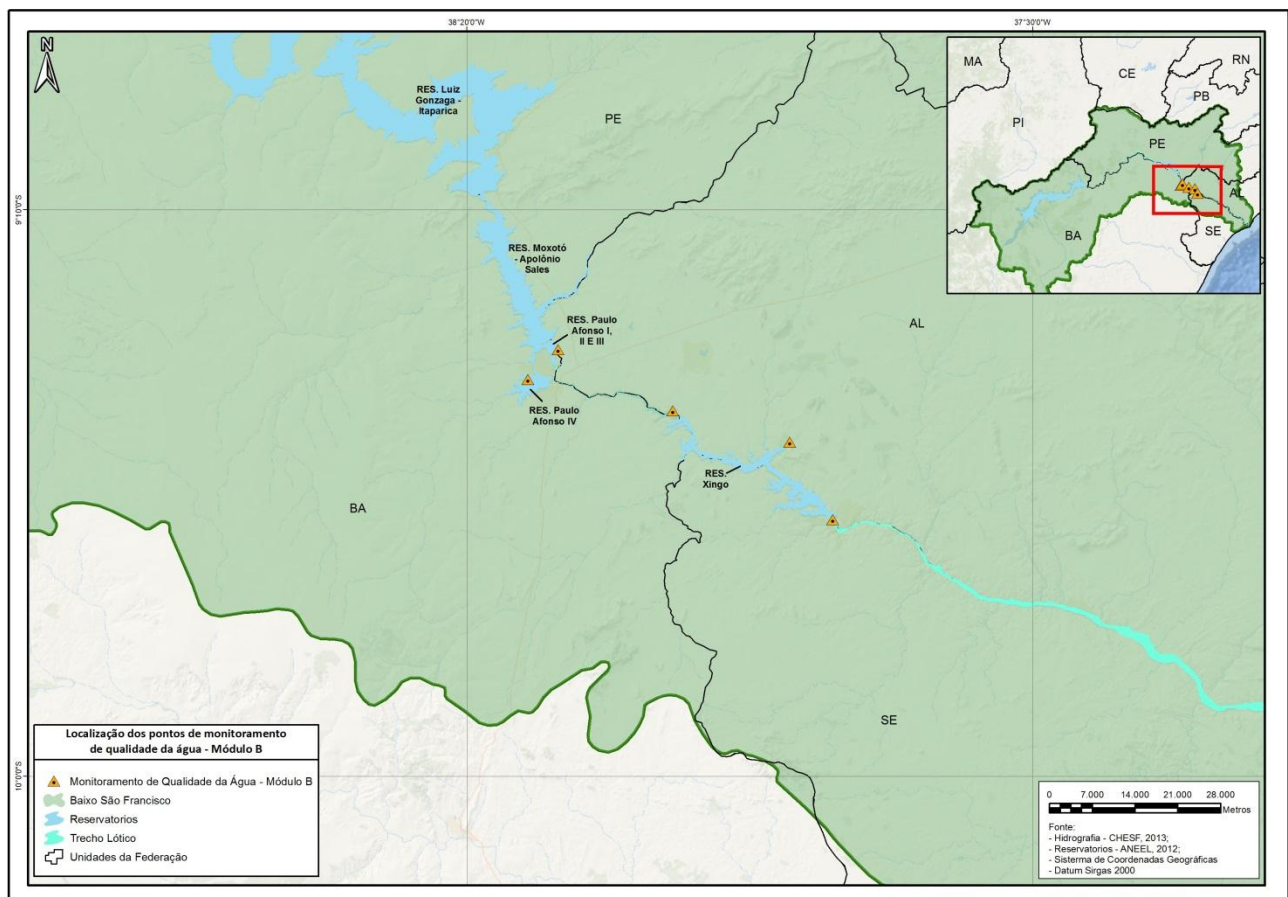 38°20'0"W
37°30'0"W
N
RES. Luiz
Gonzaga -
Itaparica
PE
MA
CE
RN
PB
PI
PE
AL
BA
SE
9°10'0"S
RES. Moxotó
- Apolônio
Sales
RES. Paulo
Afonso I,
II E III
AL
RES. Paulo
Afonso IV
RES.
Xingo
BA
SE
10°0'0"S
Localização dos pontos de monitoramento
de qualidade da água - Módulo B
Monitoramento de Qualidade da Água - Módulo B
Baixo São Francisco
Reservatorios
Trecho Lótico
Unidades da Federação
0 7.000 14.000 21.000 28.000
Metros
Fonte:
- Hidrografia - CHESF, 2013;
- Reservatorios - ANEEL, 2012;
- Sisterma de Coordenadas Geográficas
- Datum Sirgas 2000